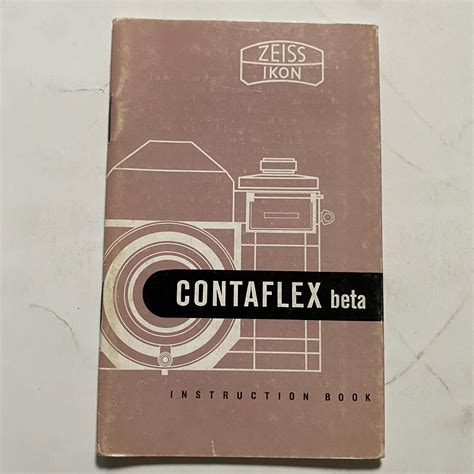 ZEISS
IKON
CONTAFLEX beta
INSTRUCTION BOOK